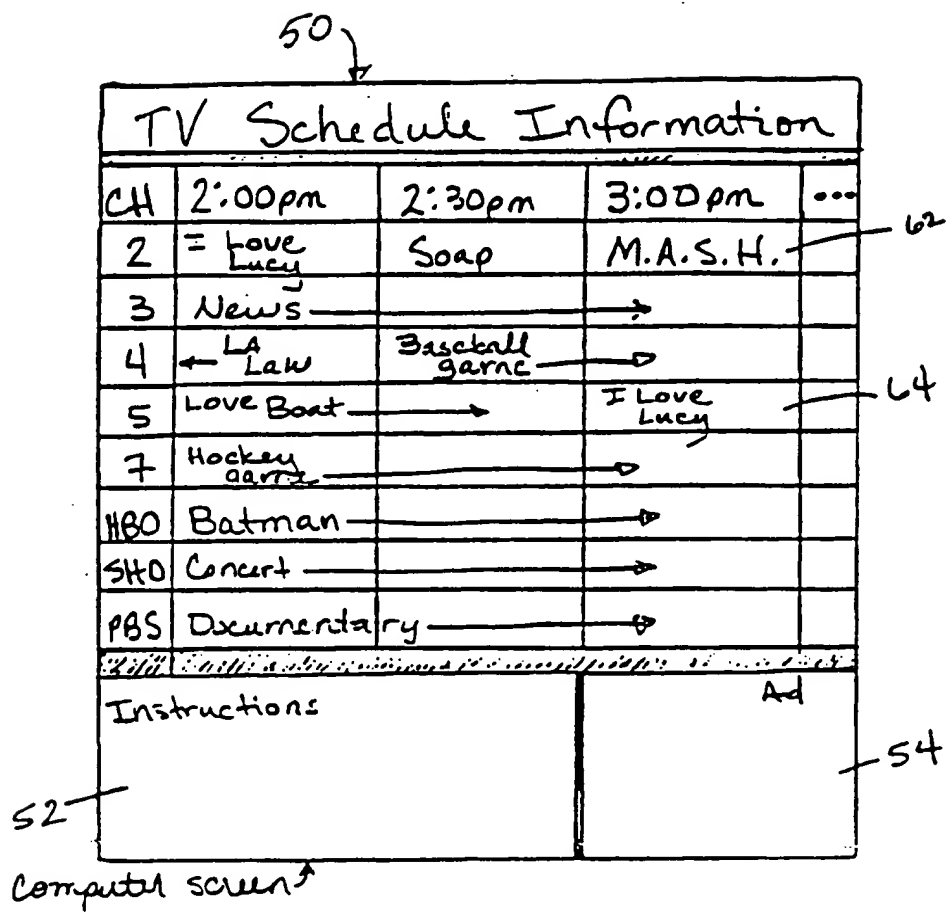 50
TV Schedule Information
CH 2:00pm 2:30pm 3:00pm ...
2 I Love Lucy Soap M.A.S.H. 62
3 News
4 LA Law Baseball game
5 Love Boat I Love Lucy 64
7 Hockey game
HBO Batman
SHO Concert
PBS Documentary
Instructions Ad
54
52
Computer screen